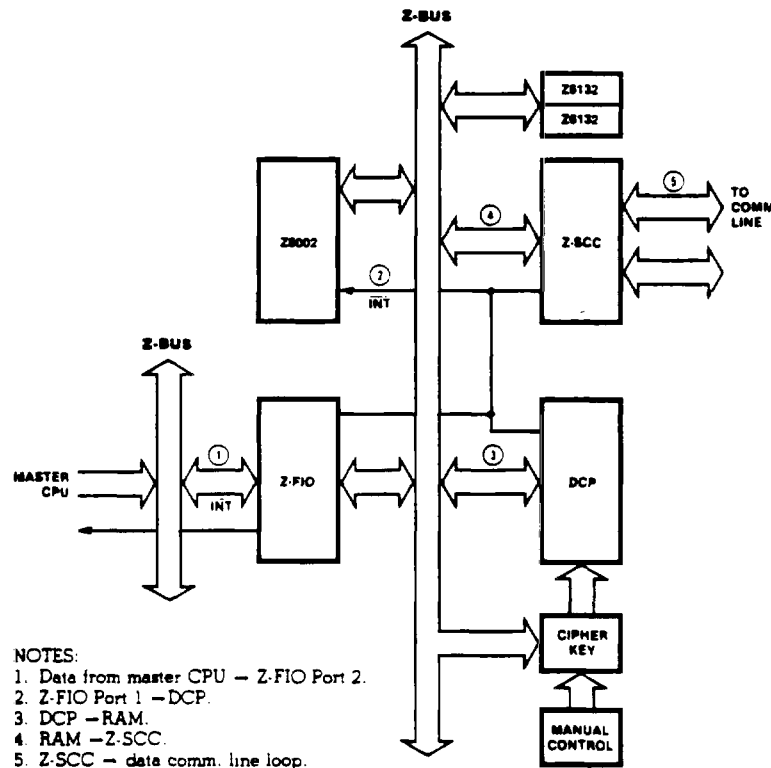 Z-BUS
Z6132
Z6132
Z8002
Z-SCC
5
TO
COMM
LINE
4
2
INT
Z-BUS
MASTER
CPU
1
INT
Z-FIO
3
DCP
CIPHER
KEY
MANUAL
CONTROL
NOTES:
1. Data from master CPU – Z-FIO Port 2.
2. Z-FIO Port 1 – DCP.
3. DCP – RAM.
4. RAM – Z-SCC.
5. Z-SCC – data comm. line loop.